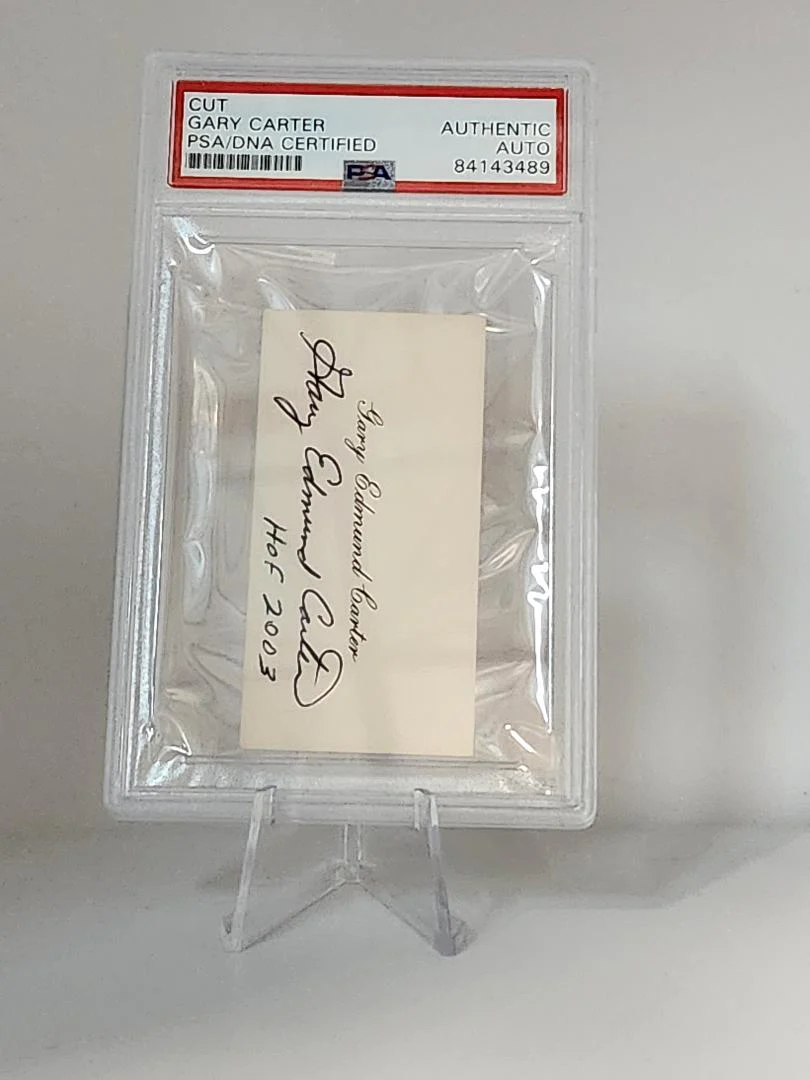 CUT
GARY CARTER
PSA/DNA CERTIFIED
AUTHENTIC
AUTO
84143489
PSA
Gary Edmund Carter
Gary Edmund Carter
HOF 2003